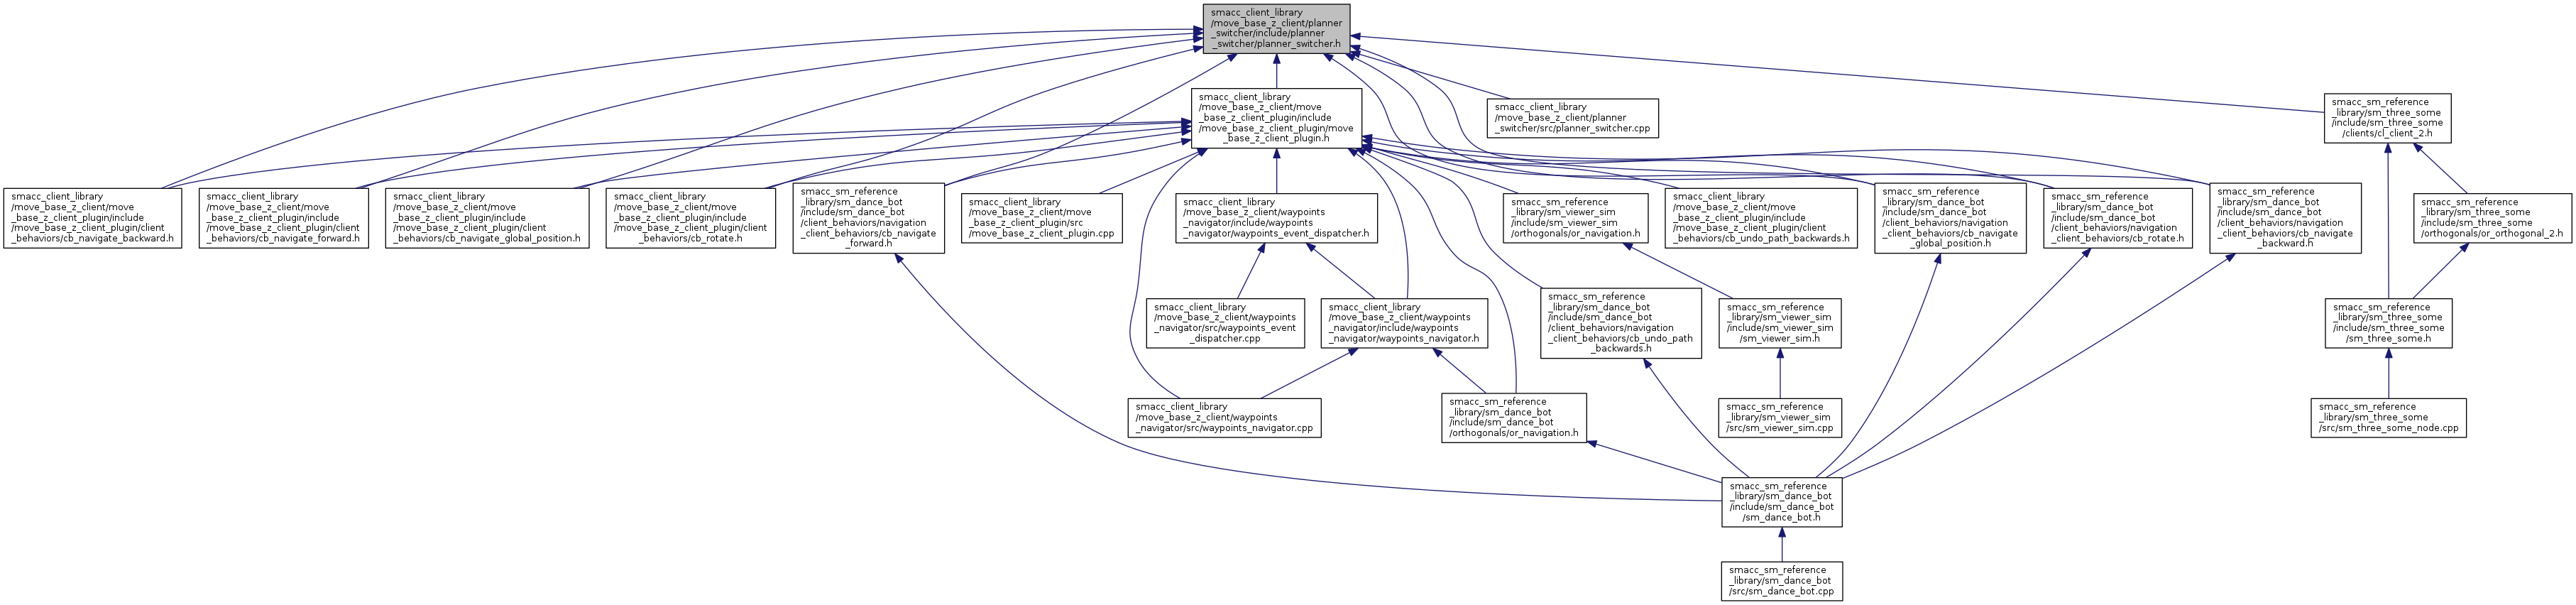 smacc_client_library
/move_base_z_client/planner
_switcher/include/planner
_switcher/planner_switcher.h
smacc_client_library
/move_base_z_client/move
_base_z_client_plugin/include
/move_base_z_client_plugin/move
_base_z_client_plugin.h
smacc_client_library
/move_base_z_client/planner
_switcher/src/planner_switcher.cpp
smacc_sm_reference
_library/sm_three_some
/include/sm_three_some
/clients/cl_client_2.h
smacc_client_library
/move_base_z_client/move
_base_z_client_plugin/include
/move_base_z_client_plugin/client
_behaviors/cb_navigate_backward.h
smacc_client_library
/move_base_z_client/move
_base_z_client_plugin/include
/move_base_z_client_plugin/client
_behaviors/cb_navigate_forward.h
smacc_client_library
/move_base_z_client/move
_base_z_client_plugin/include
/move_base_z_client_plugin/client
_behaviors/cb_navigate_global_position.h
smacc_client_library
/move_base_z_client/move
_base_z_client_plugin/include
/move_base_z_client_plugin/client
_behaviors/cb_rotate.h
smacc_sm_reference
_library/sm_dance_bot
/include/sm_dance_bot
/client_behaviors/navigation
_client_behaviors/cb_navigate
_forward.h
smacc_client_library
/move_base_z_client/move
_base_z_client_plugin/src
/move_base_z_client_plugin.cpp
smacc_client_library
/move_base_z_client/waypoints
_navigator/include/waypoints
_navigator/waypoints_event_dispatcher.h
smacc_sm_reference
_library/sm_viewer_sim
/include/sm_viewer_sim
/orthogonals/or_navigation.h
smacc_client_library
/move_base_z_client/move
_base_z_client_plugin/include
/move_base_z_client_plugin/client
_behaviors/cb_undo_path_backwards.h
smacc_sm_reference
_library/sm_dance_bot
/include/sm_dance_bot
/client_behaviors/navigation
_client_behaviors/cb_navigate
_global_position.h
smacc_sm_reference
_library/sm_dance_bot
/include/sm_dance_bot
/client_behaviors/navigation
_client_behaviors/cb_rotate.h
smacc_sm_reference
_library/sm_dance_bot
/include/sm_dance_bot
/client_behaviors/navigation
_client_behaviors/cb_navigate
_backward.h
smacc_sm_reference
_library/sm_three_some
/include/sm_three_some
/orthogonals/or_orthogonal_2.h
smacc_client_library
/move_base_z_client/waypoints
_navigator/src/waypoints_event
_dispatcher.cpp
smacc_client_library
/move_base_z_client/waypoints
_navigator/include/waypoints
_navigator/waypoints_navigator.h
smacc_sm_reference
_library/sm_dance_bot
/include/sm_dance_bot
/client_behaviors/navigation
_client_behaviors/cb_undo_path
_backwards.h
smacc_sm_reference
_library/sm_viewer_sim
/include/sm_viewer_sim
/sm_viewer_sim.h
smacc_sm_reference
_library/sm_three_some
/include/sm_three_some
/sm_three_some.h
smacc_client_library
/move_base_z_client/waypoints
_navigator/src/waypoints_navigator.cpp
smacc_sm_reference
_library/sm_dance_bot
/include/sm_dance_bot
/orthogonals/or_navigation.h
smacc_sm_reference
_library/sm_viewer_sim
/src/sm_viewer_sim.cpp
smacc_sm_reference
_library/sm_three_some
/src/sm_three_some_node.cpp
smacc_sm_reference
_library/sm_dance_bot
/include/sm_dance_bot
/sm_dance_bot.h
smacc_sm_reference
_library/sm_dance_bot
/src/sm_dance_bot.cpp